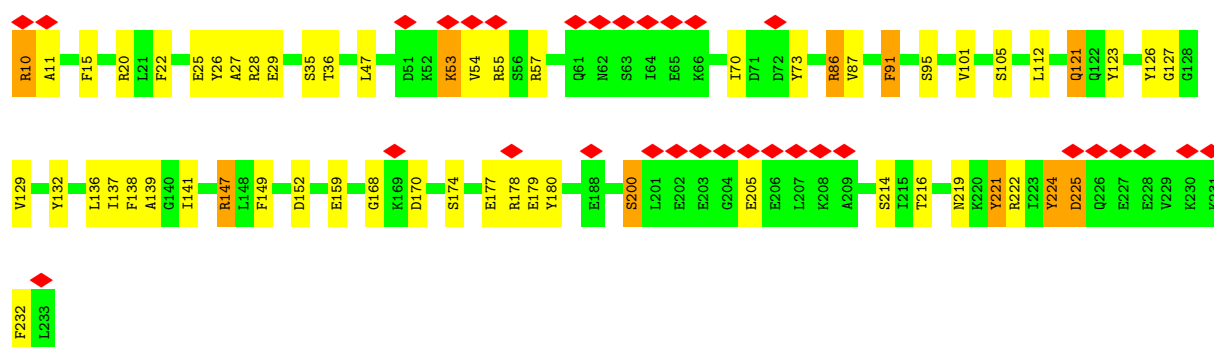 R10 A11 F15 R20 L21 F22 E25 Y26 A27 R28 E29 S35 T36 L47 D51 K52 K53 V54 R55 S56 R57 Q61 N62 S63 I64 E65 K66 I70 D71 D72 Y73 R86 V87 F91 S95 V101 S105 L112 Q121 Q122 Y123 Y126 G127 G128
V129 Y132 L136 I137 F138 A139 G140 I141 R147 L148 F149 D152 E159 G168 K169 D170 S174 E177 R178 E179 Y180 E188 S200 L201 E202 E203 G204 E205 E206 L207 K208 A209 S214 I215 T216 N219 K220 Y221 R222 I223 Y224 D225 Q226 E227 E228 V229 K230 K231
F232 L233